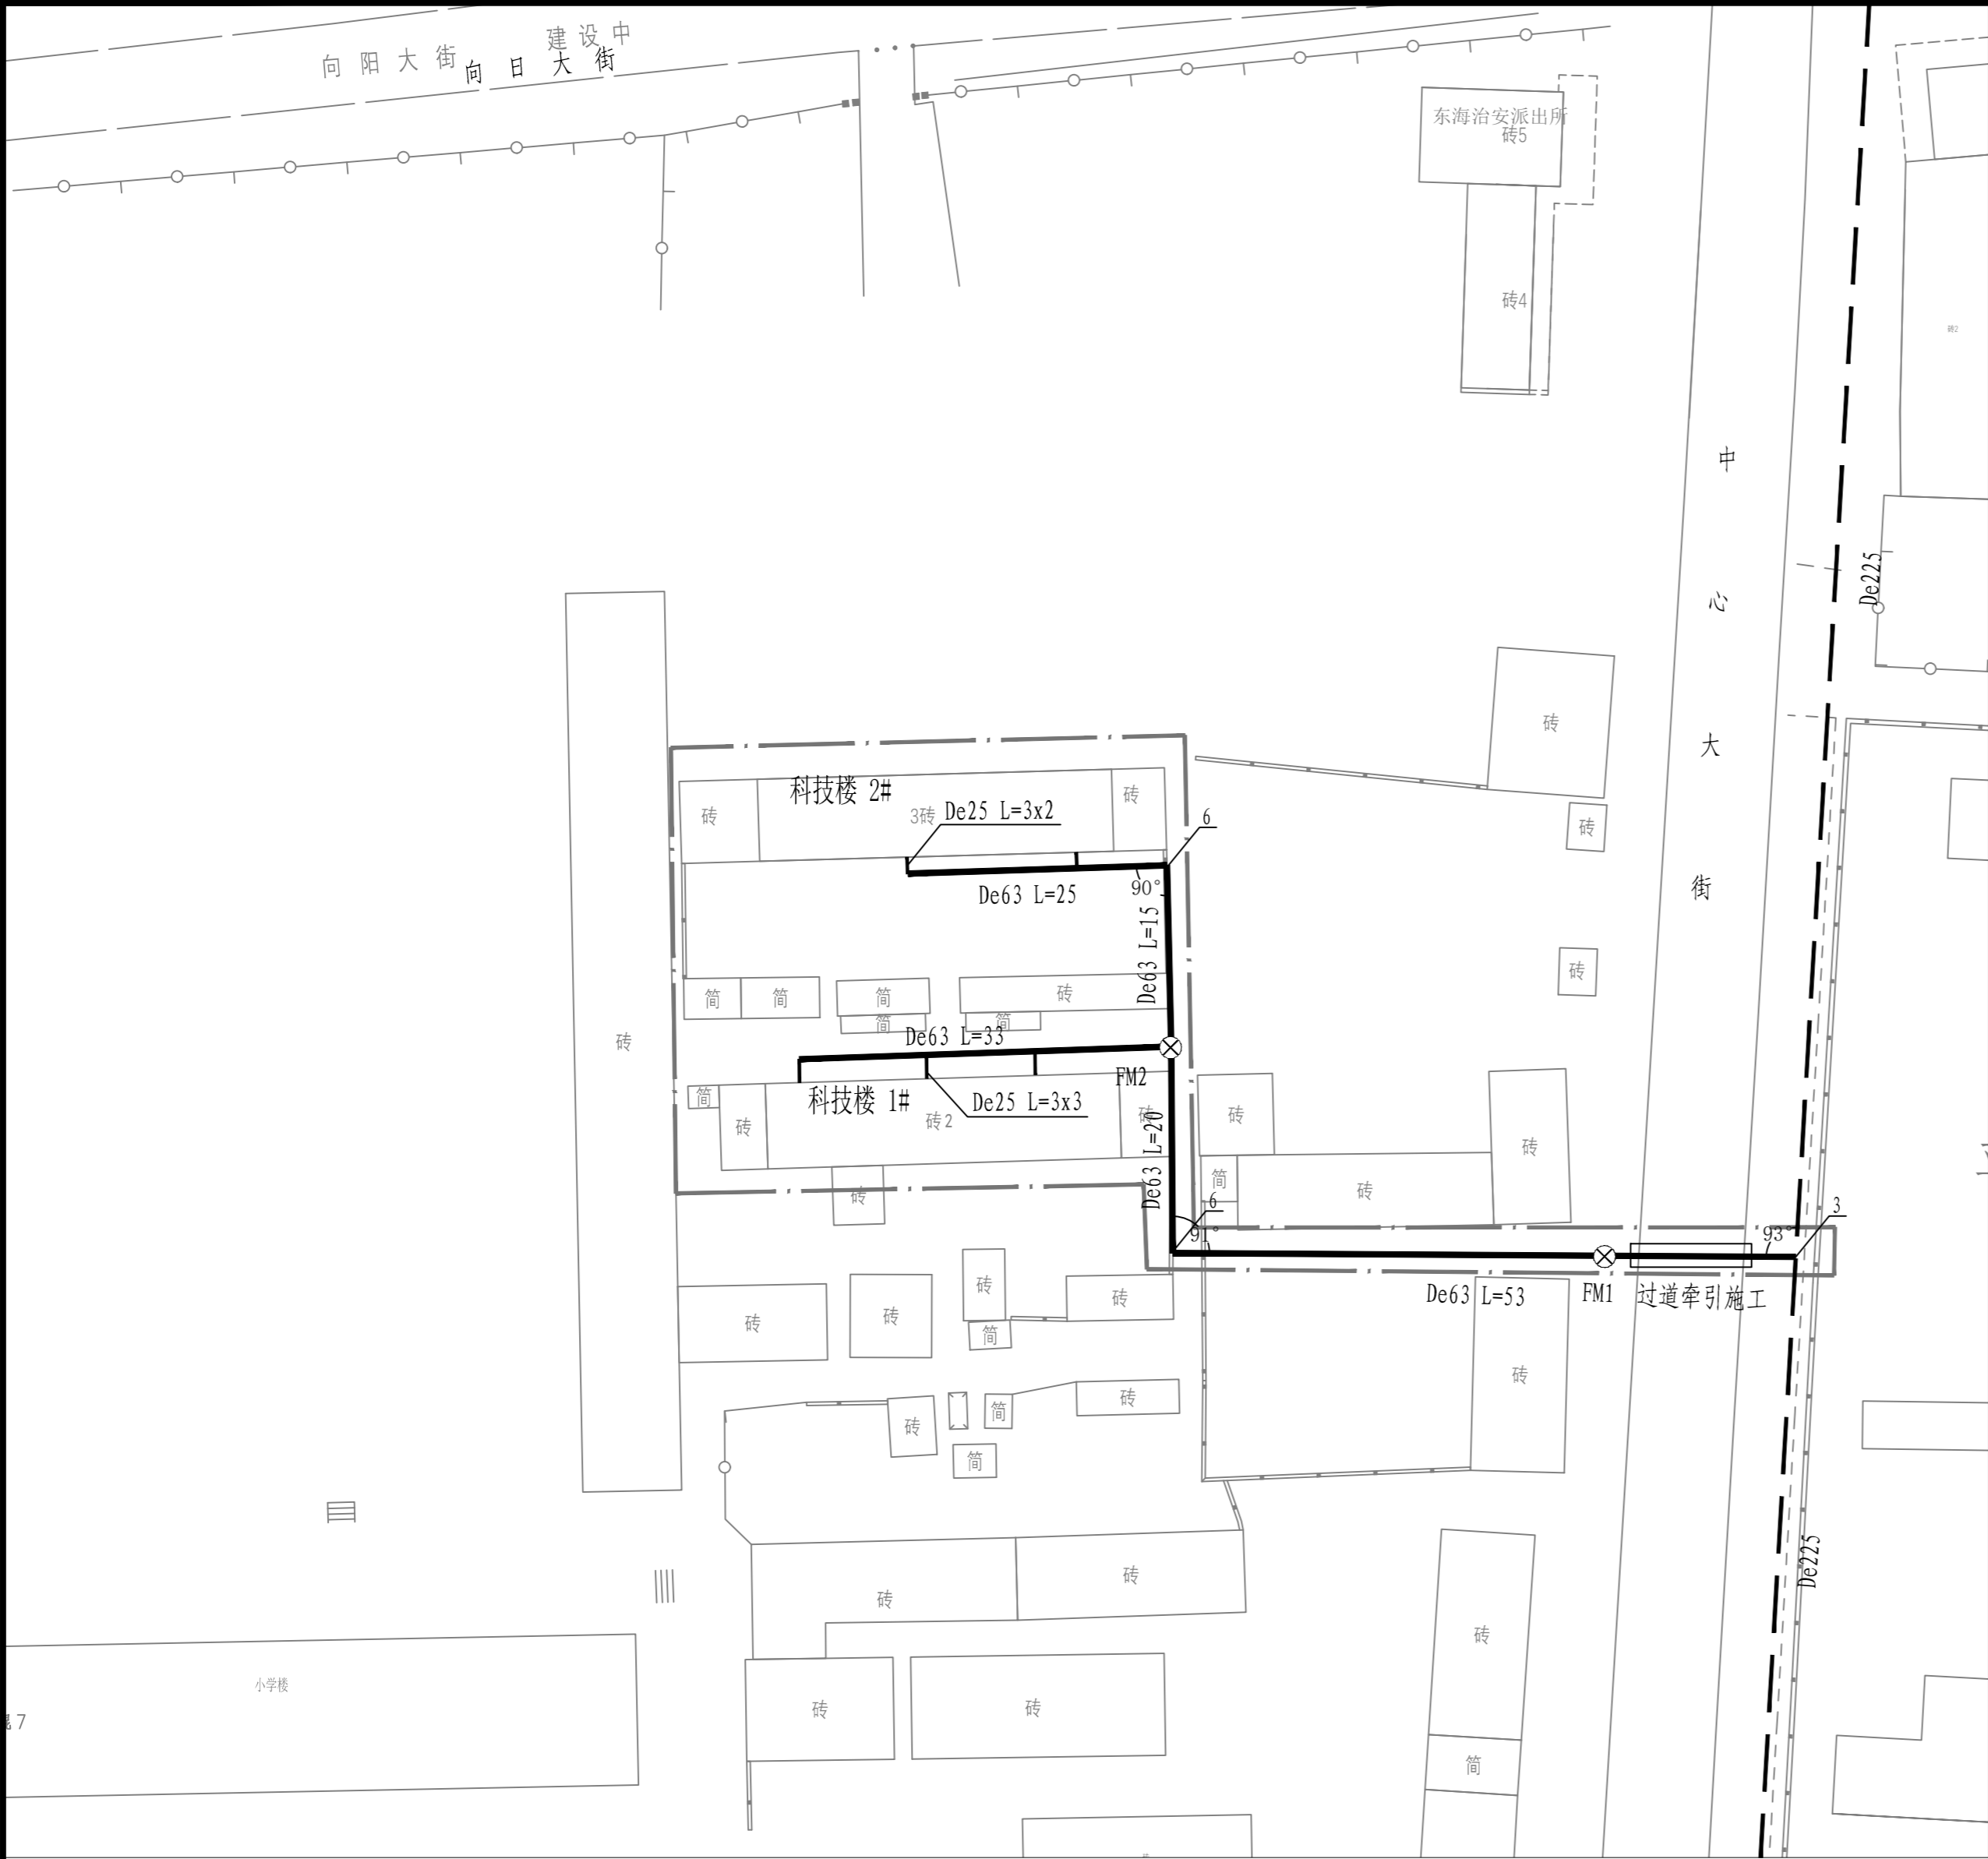 建设中
向阳大街
向日大街
东海治安派出所
砖5
砖4
砖2
中心大街
De225
砖
科技楼 2#
砖
3砖
De25 L=3x2
砖
6
砖
De63 L=25
90°
De63 L=15
砖
简
简
简
砖
简
简
砖
De63 L=33
FM2
简
科技楼 1#
De25 L=3x3
砖
砖2
砖
De63 L=20
砖
砖
简
砖
砖
6
91°
93°
3
De63 L=53
FM1
过道牵引施工
砖
砖
砖
砖
简
砖
砖
简
砖
简
De225
砖
砖
砖
小学楼
7
砖
砖
简